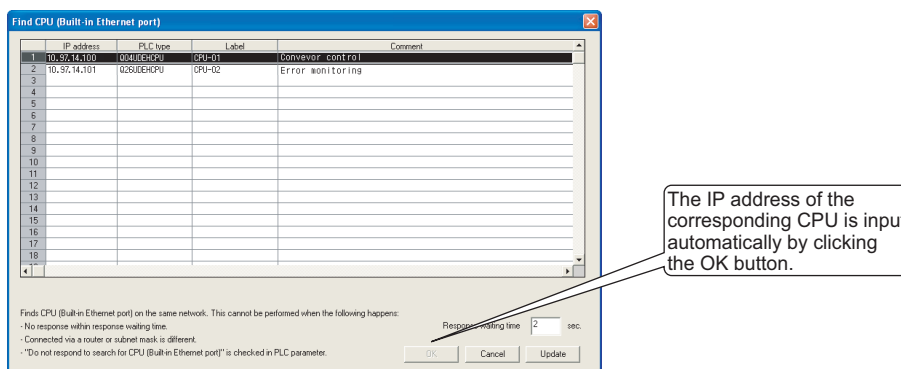 Find CPU (Built-in Ethernet port)
IP address PLC type Label Comment
1 10. 97. 14. 100 Q04UDEHCPU CPU-01 Conveyor control
2 10. 97. 14. 101 Q26UDEHCPU CPU-02 Error monitoring
3
4
5
6
7
8
9
10
11
12
13
14
15
16
17
18
The IP address of the
corresponding CPU is input
automatically by clicking
the OK button.
Finds CPU (Built-in Ethernet port) on the same network. This cannot be performed when the following happens:
- No response within response waiting time.
Response waiting time 2 sec.
- Connected via a router or subnet mask is different.
- "Do not respond to search for CPU (Built-in Ethernet port)" is checked in PLC parameter.
OK Cancel Update